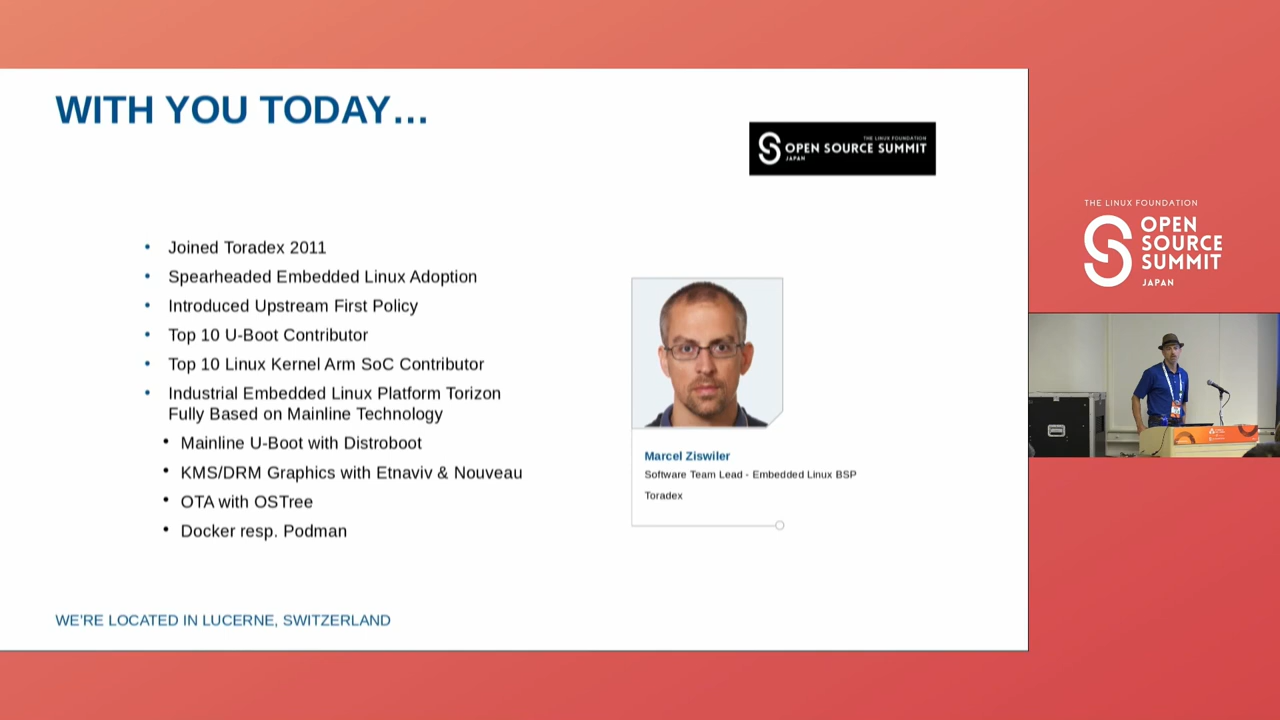 WITH YOU TODAY...
THE LINUX FOUNDATION
OPEN SOURCE SUMMIT
JAPAN
Joined Toradex 2011
Spearheaded Embedded Linux Adoption
Introduced Upstream First Policy
Top 10 U-Boot Contributor
Top 10 Linux Kernel Arm SoC Contributor
Industrial Embedded Linux Platform Torizon
Fully Based on Mainline Technology
Mainline U-Boot with Distroboot
KMS/DRM Graphics with Etnaviv & Nouveau
OTA with OSTree
Docker resp. Podman
Marcel Ziswiler
Software Team Lead - Embedded Linux BSP
Toradex
WE'RE LOCATED IN LUCERNE, SWITZERLAND
THE LINUX FOUNDATION
OPEN
SOURCE
SUMMIT
JAPAN